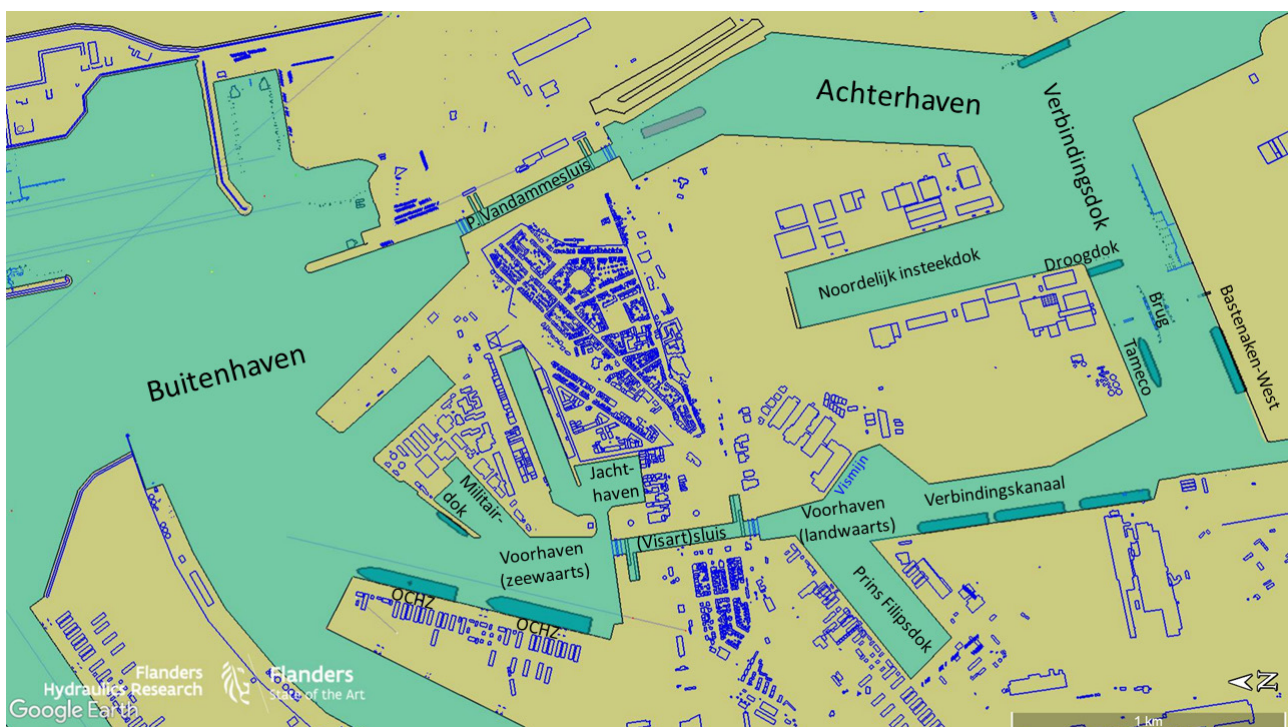 Achterhaven
Verbindingsdok
P. Vandammesluis
Noordelijk insteekdok
Droogdok
Brug
Bastenaken-West
Tameco
Buitenhaven
Jacht-
haven
Militair-
dok
Vismijn
Voorhaven
(landwaarts)
Verbindingskanaal
(Visart)sluis
Voorhaven
(zeewaarts)
Prins Filipsdok
OCHZ
OCHZ
Flanders
Hydraulics Research
Flanders
State of the Art
Google Earth
N
1 km